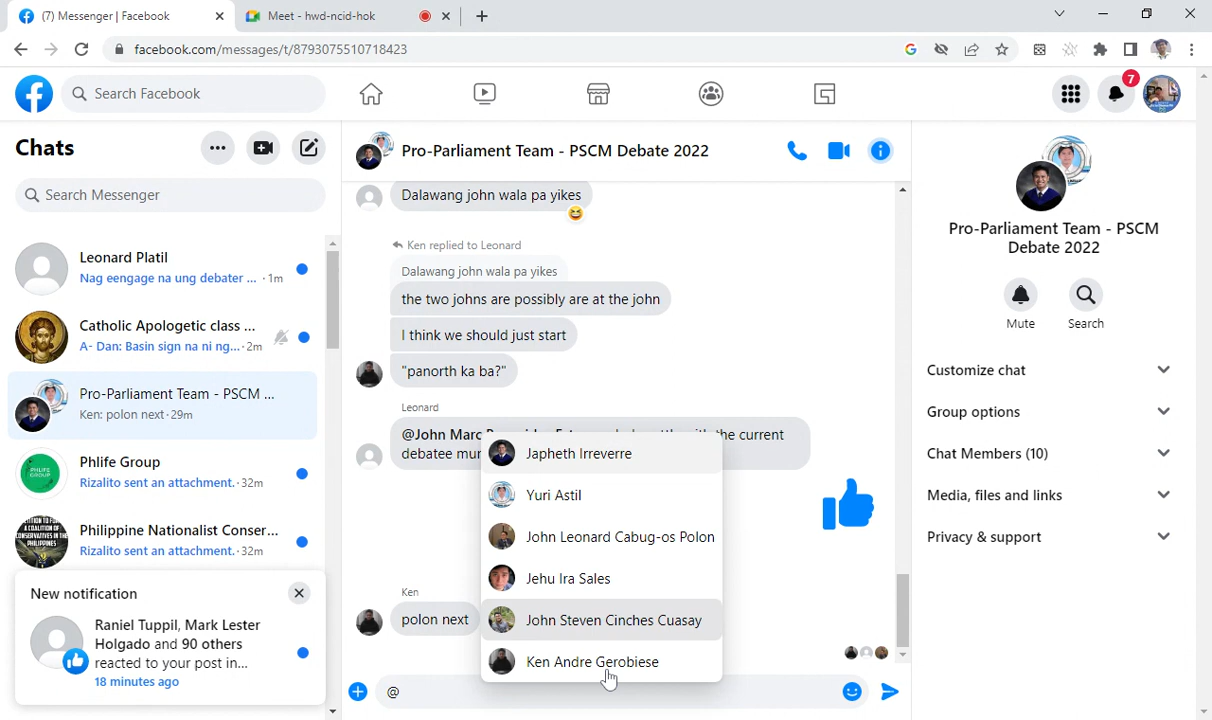 (7) Messenger | Facebook
Meet - hwd-ncid-hok
facebook.com/messages/t/8793075510718423
Search Facebook
7
Chats
Search Messenger
Leonard Platil
Nag eengage na ung debater ... · 1m
Catholic Apologetic class ...
A- Dan: Basin sign na ni ng... · 2m
Pro-Parliament Team - PSCM ...
Ken: polon next · 29m
PHLIFE
GROUP
Phlife Group
Rizalito sent an attachment. · 32m
Philippine Nationalist Conser...
Rizalito sent an attachment. · 32m
New notification
Raniel Tuppil, Mark Lester
Holgado and 90 others
reacted to your post in...
18 minutes ago
Pro-Parliament Team - PSCM Debate 2022
Dalawang john wala pa yikes
Ken replied to Leonard
Dalawang john wala pa yikes
the two johns are possibly are at the john
I think we should just start
"panorth ka ba?"
Leonard
@John Marc with the current
debatee
Ken
polon next
Japheth Irreverre
Yuri Astil
John Leonard Cabug-os Polon
Jehu Ira Sales
John Steven Cinches Cuasay
Ken Andre Gerobiese
@
Pro-Parliament Team - PSCM
Debate 2022
Mute
Search
Customize chat
Group options
Chat Members (10)
Media, files and links
Privacy & support